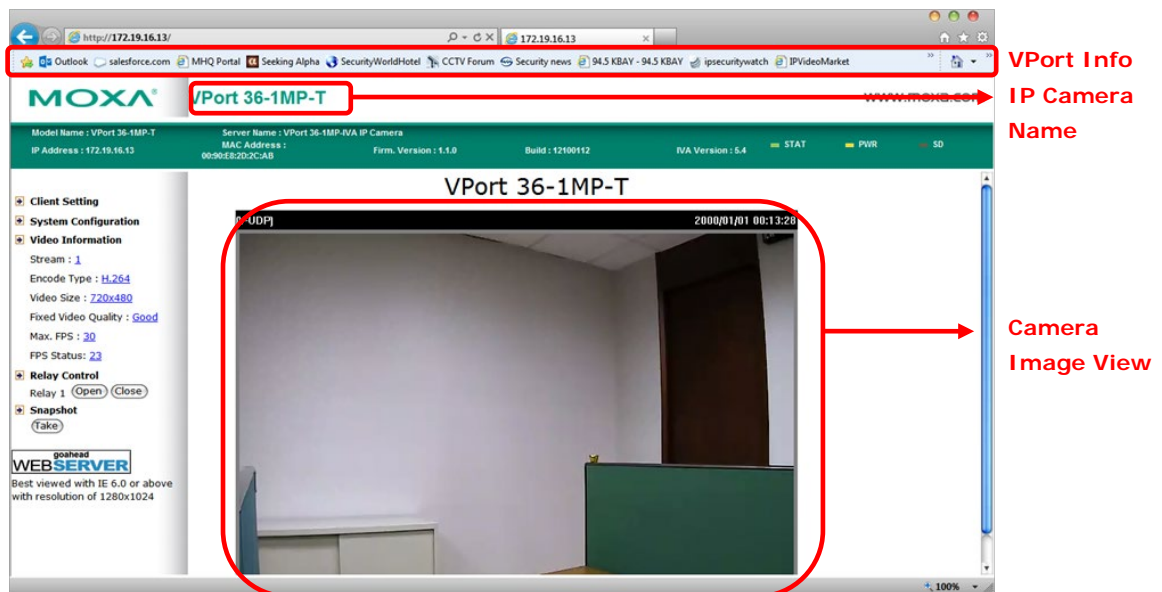 http://172.19.16.13/
172.19.16.13
Outlook salesforce.com MHQ Portal Seeking Alpha SecurityWorldHotel CCTV Forum Security news 94.5 KBAY - 94.5 KBAY ipsecuritywatch IPVideoMarket
VPort Info
MOXA®
VPort 36-1MP-T
www.moxa.com
IP Camera
Name
Model Name : VPort 36-1MP-T
Server Name : VPort 36-1MP-IVA IP Camera
IP Address : 172.19.16.13
MAC Address :
00:90:E8:2D:2C:AB
Firm. Version : 1.1.0
Build : 12100112
IVA Version : 5.4
STAT
PWR
SD
VPort 36-1MP-T
2000/01/01 00:13:28
Client Setting
System Configuration
Video Information
Stream : 1
Encode Type : H.264
Video Size : 720x480
Fixed Video Quality : Good
Max. FPS : 30
FPS Status: 23
Relay Control
Relay 1 Open Close
Snapshot
Take
goahead
WEBSERVER
Best viewed with IE 6.0 or above
with resolution of 1280x1024
Camera
Image View
100%